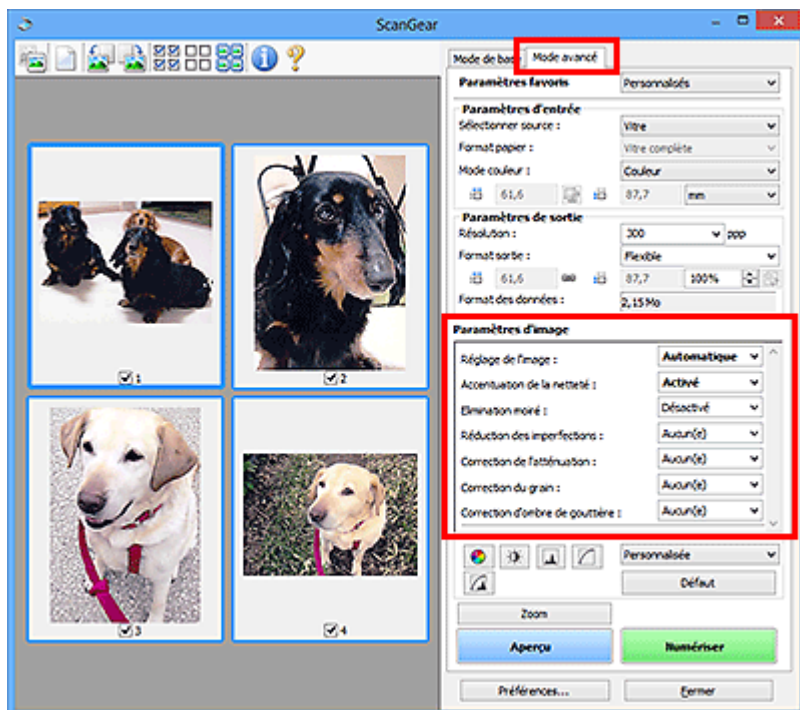 ScanGear
Mode de base Mode avancé
Paramètres favoris Personnalisés
Paramètres d'entrée
Sélectionner source : Vitre
Format papier : Vitre complète
Mode couleur : Couleur
61,6 87,7 mm
Paramètres de sortie
Résolution : 300 ppp
Format sortie : Flexible
61,6 87,7 100%
Format des données : 2,15 Mo
Paramètres d'image
Réglage de l'image : Automatique
Accentuation de la netteté : Activé
Elimination moiré : Désactivé
Réduction des imperfections : Aucun(e)
Correction de l'atténuation : Aucun(e)
Correction du grain : Aucun(e)
Correction d'ombre de gouttière : Aucun(e)
Personnalisée
Défaut
Zoom
Aperçu Numériser
Préférences... Fermer
1
2
3
4